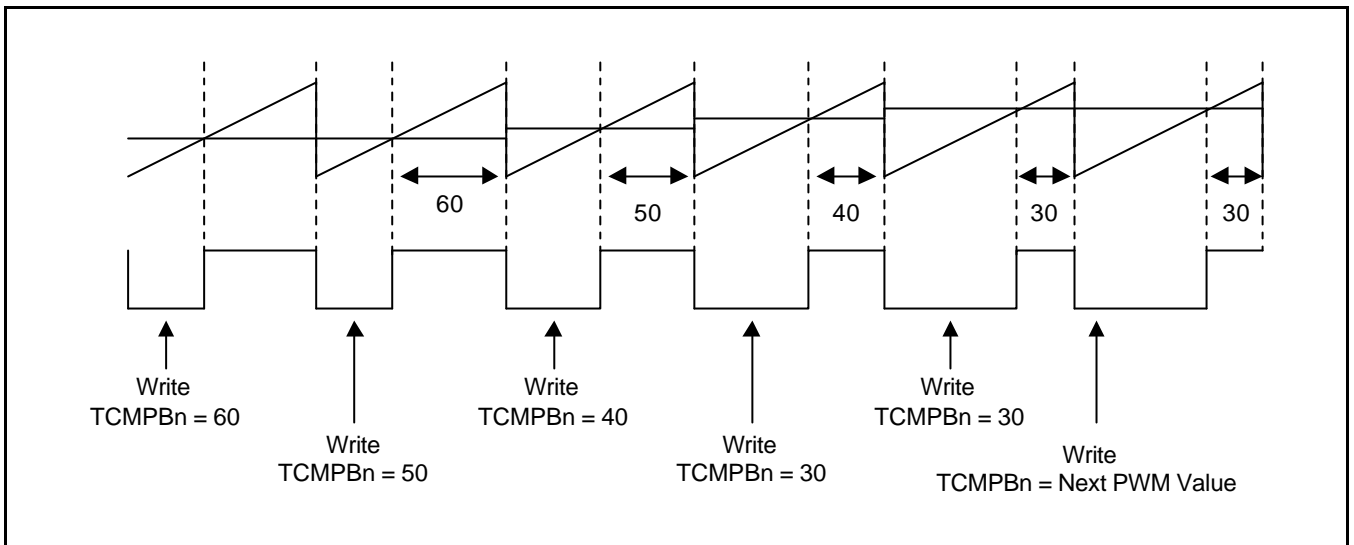 60
50
40
30
30
Write
TCMPBn = 60
Write
TCMPBn = 50
Write
TCMPBn = 40
Write
TCMPBn = 30
Write
TCMPBn = 30
Write
TCMPBn = Next PWM Value